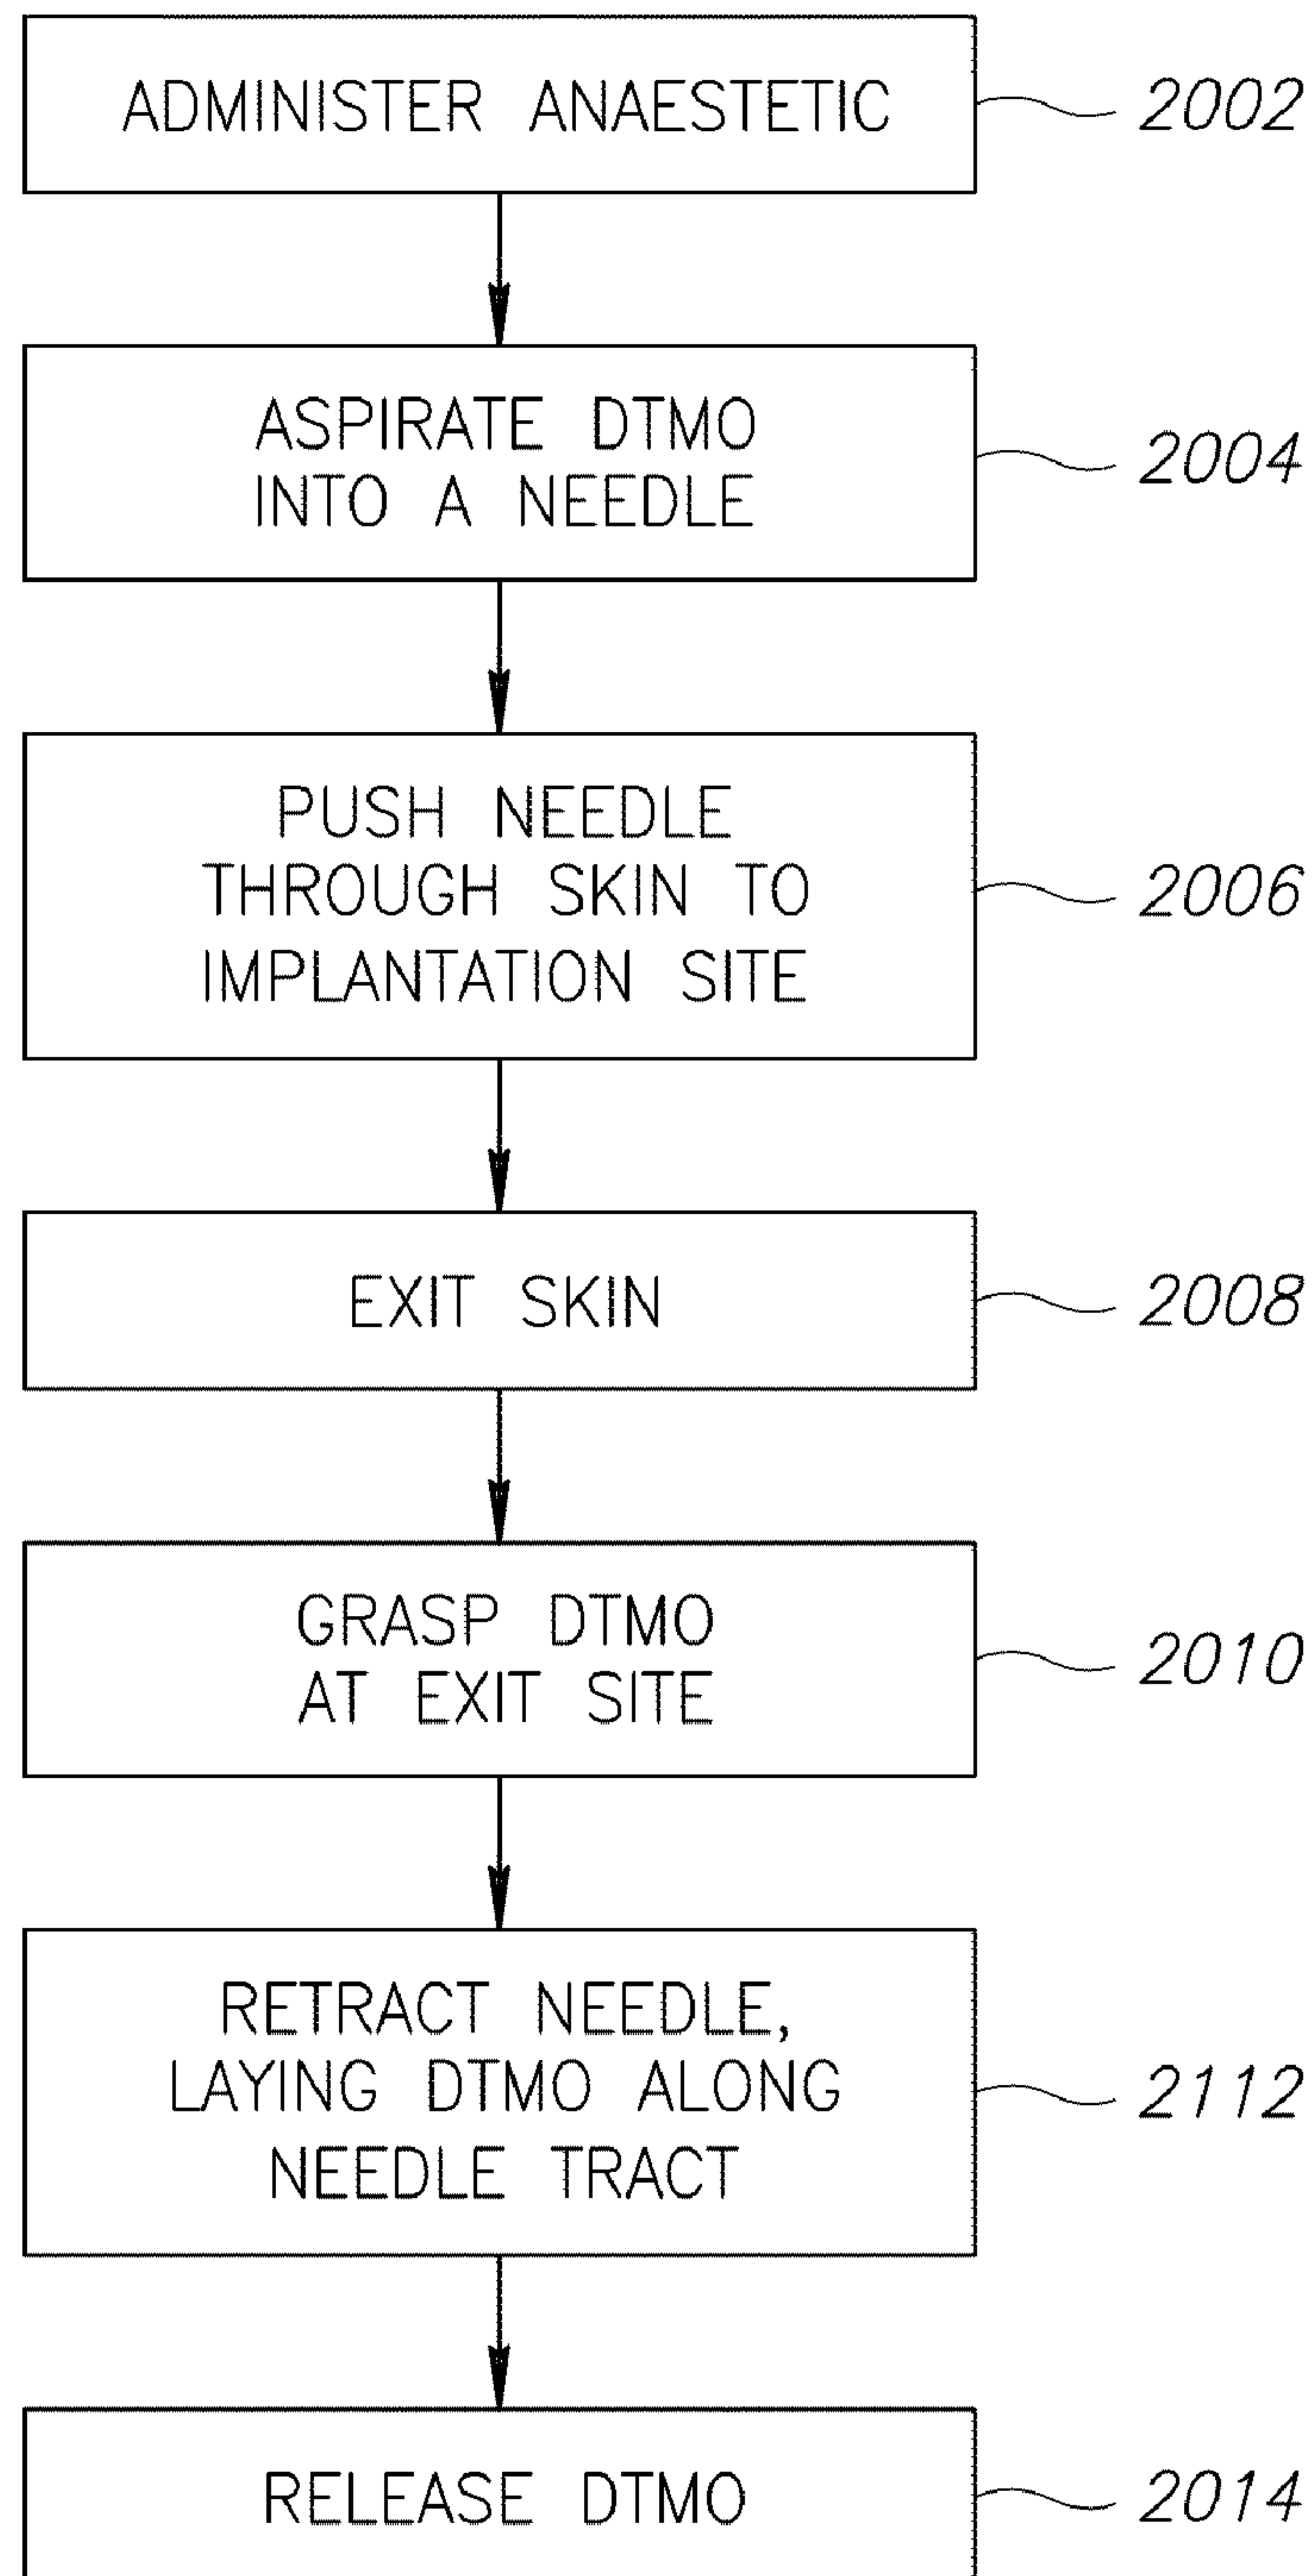 ADMINISTER ANAESTETIC
2002
ASPIRATE DTMO
INTO A NEEDLE
2004
PUSH NEEDLE
THROUGH SKIN TO
IMPLANTATION SITE
2006
EXIT SKIN
2008
GRASP DTMO
AT EXIT SITE
2010
RETRACT NEEDLE,
LAYING DTMO ALONG
NEEDLE TRACT
2112
RELEASE DTMO
2014